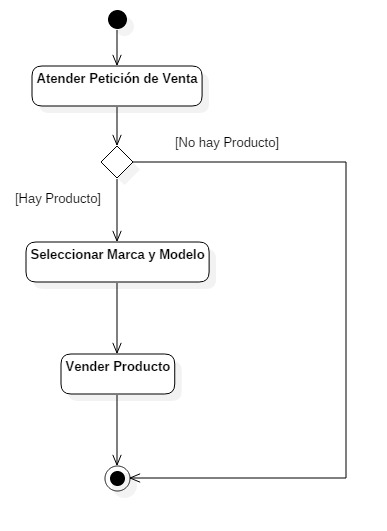 Atender Petición de Venta
[No hay Producto]
[Hay Producto]
Seleccionar Marca y Modelo
Vender Producto